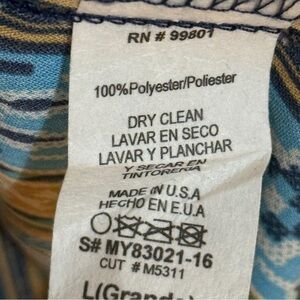 RN # 99801
100%Polyester/Poliester
DRY CLEAN
LAVAR EN SECO
LAVAR Y PLANCHAR
Y SECAR EN
TINTORERIA
MADE IN U.S.A
HECHO EN E.U.A
S# MY83021-16
CUT # M5311
L(Grande)